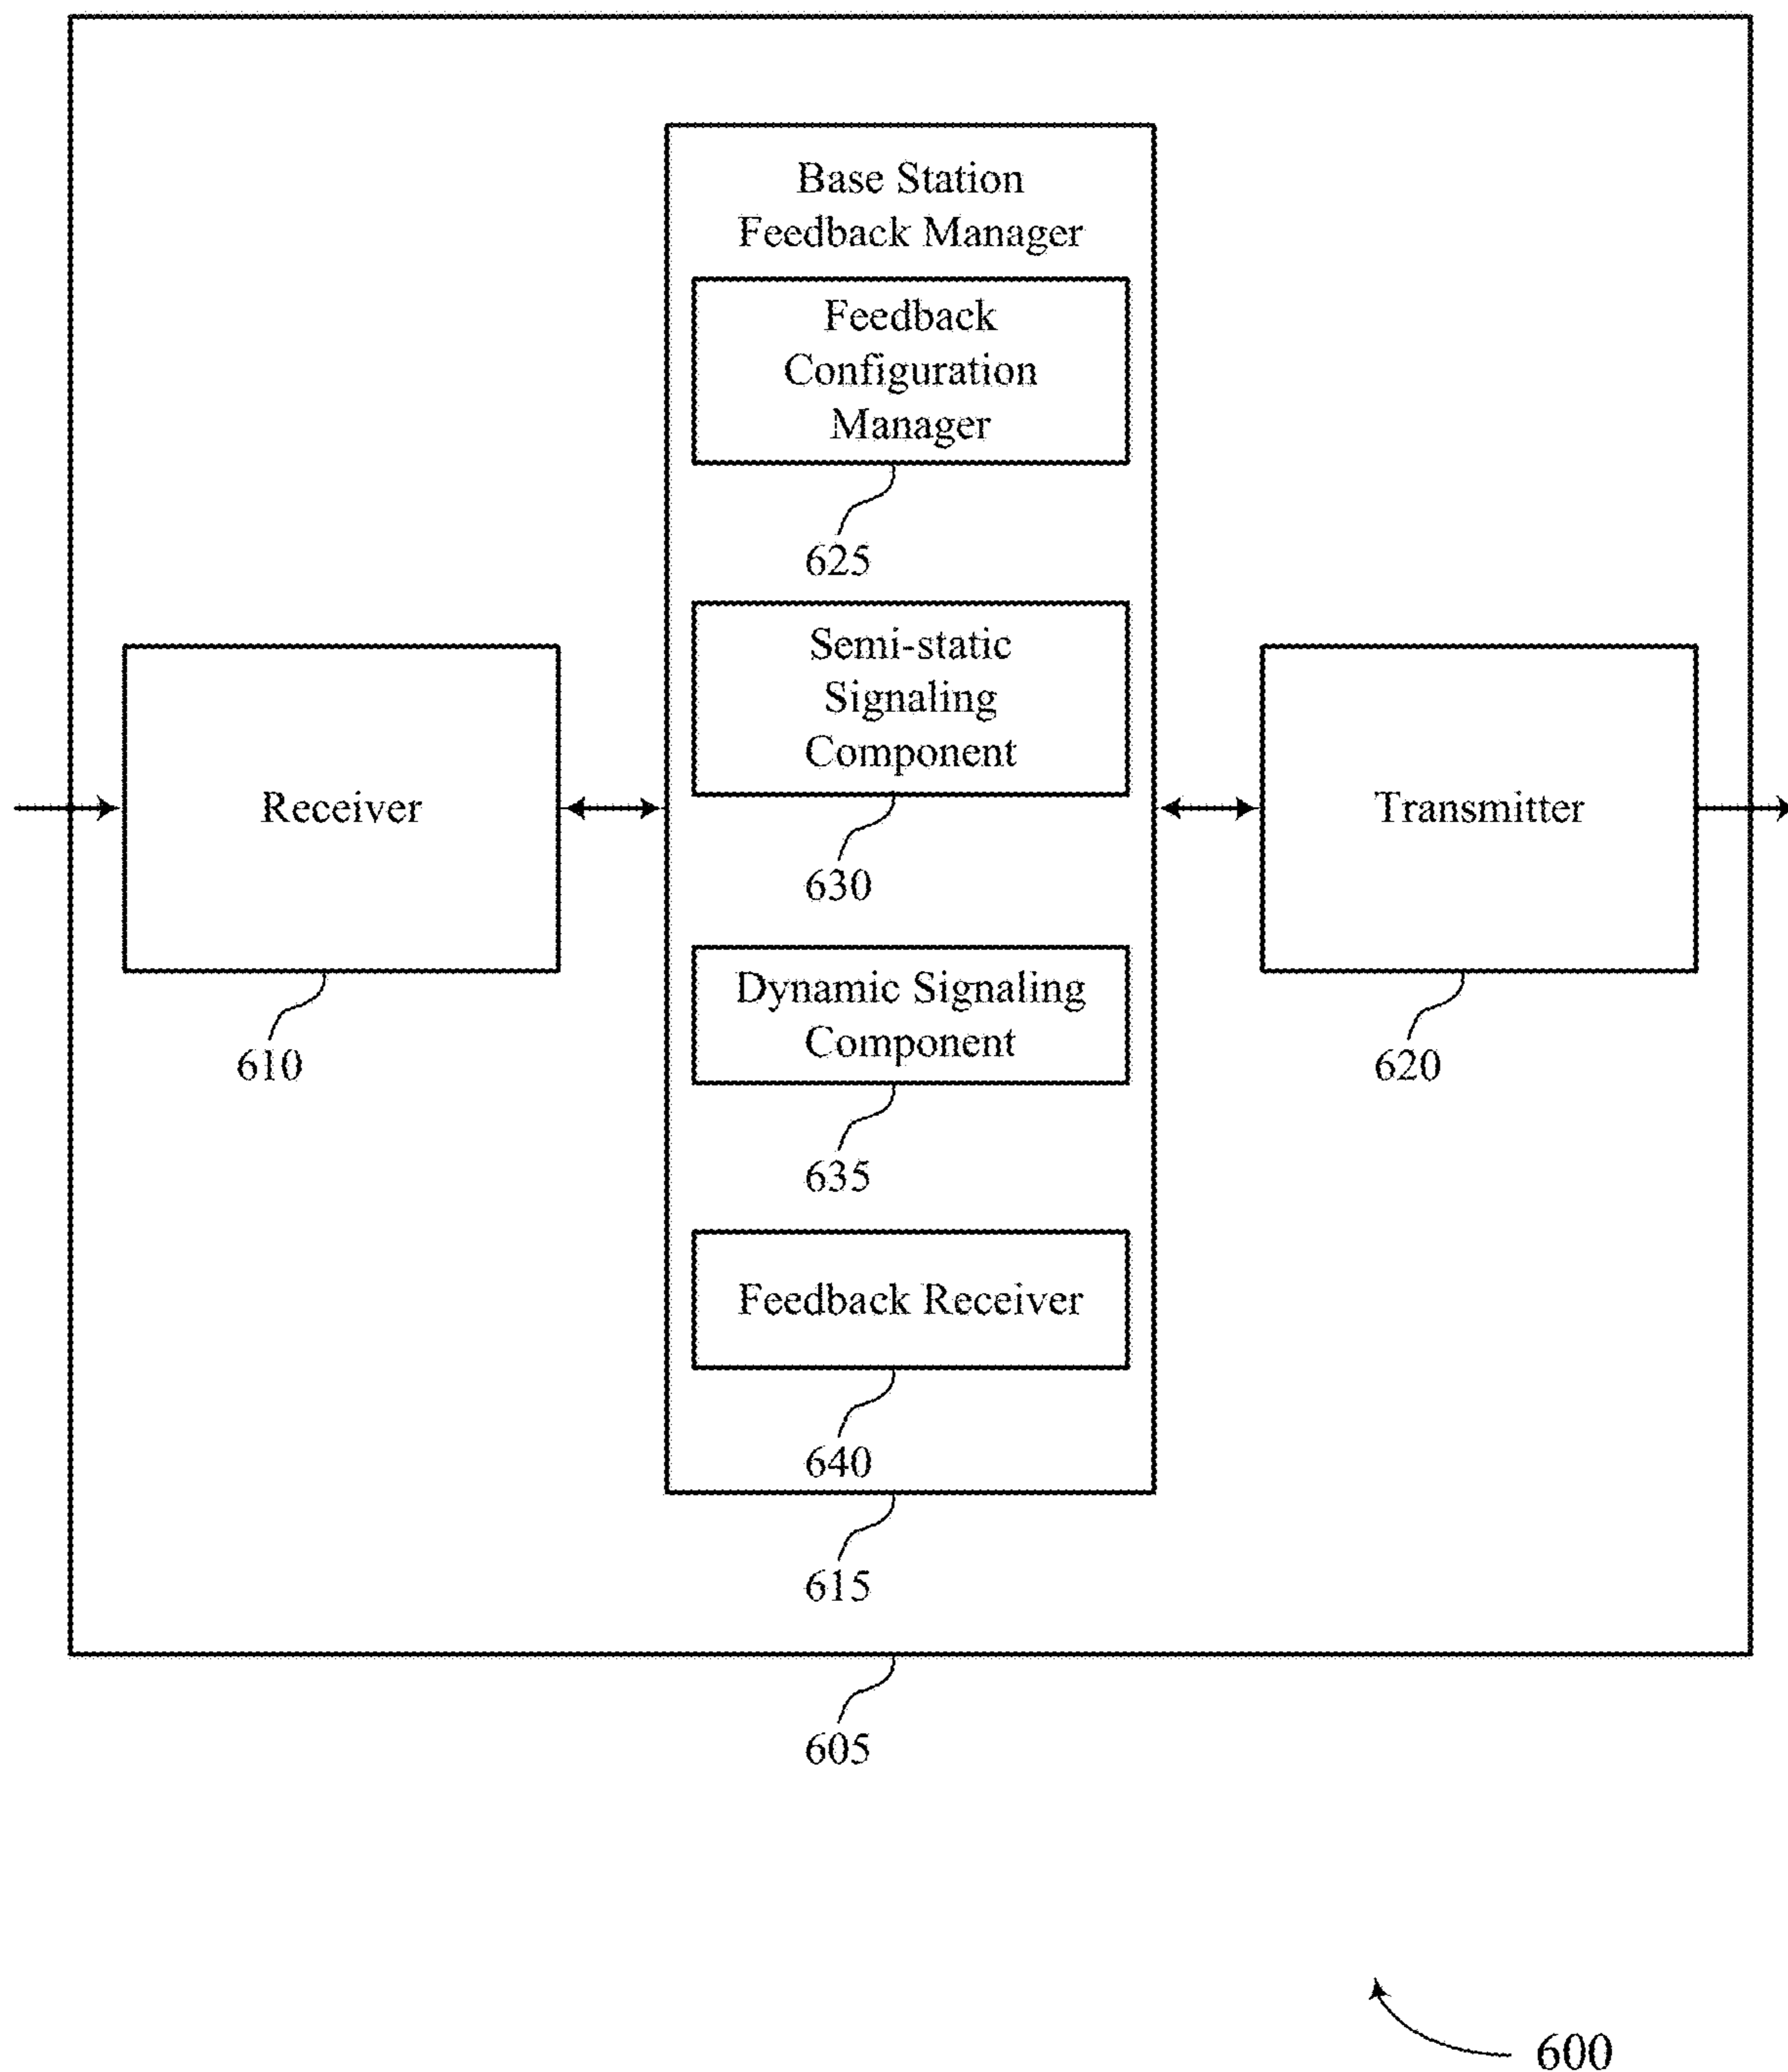 Base Station
Feedback Manager
Feedback
Configuration
Manager
625
Semi-static
Signaling
Component
630
Receiver
610
Transmitter
620
Dynamic Signaling
Component
635
Feedback Receiver
640
615
605
600